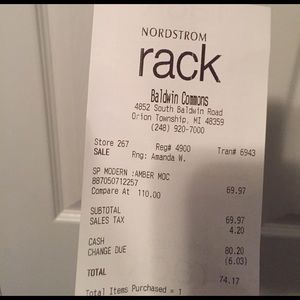 NORDSTROM
rack
Baldwin Commons
4852 South Baldwin Road
Orion Township, MI 48359
(248) 920-7000
Store 267 Reg# 4900 Tran# 6943
SALE Rng: Amanda W.
SP MODERN :AMBER MOC
887050712257 69.97
Compare At 110.00
SUBTOTAL 69.97
SALES TAX 4.20
CASH 80.20
CHANGE DUE (6.03)
TOTAL 74.17
Total Items Purchased = 1